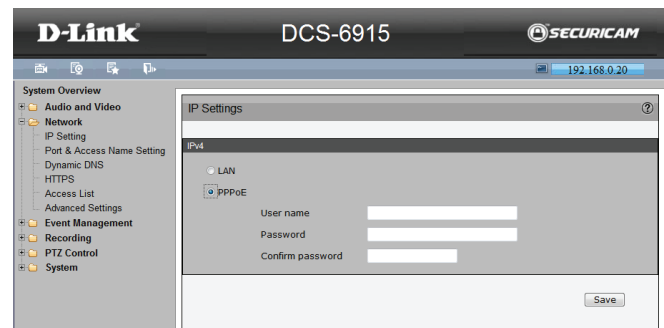 D-Link
DCS-6915
SECURICAM
192.168.0.20
System Overview
Audio and Video
Network
IP Setting
Port & Access Name Setting
Dynamic DNS
HTTPS
Access List
Advanced Settings
Event Management
Recording
PTZ Control
System
IP Settings
IPv4
LAN
PPPoE
User name
Password
Confirm password
Save